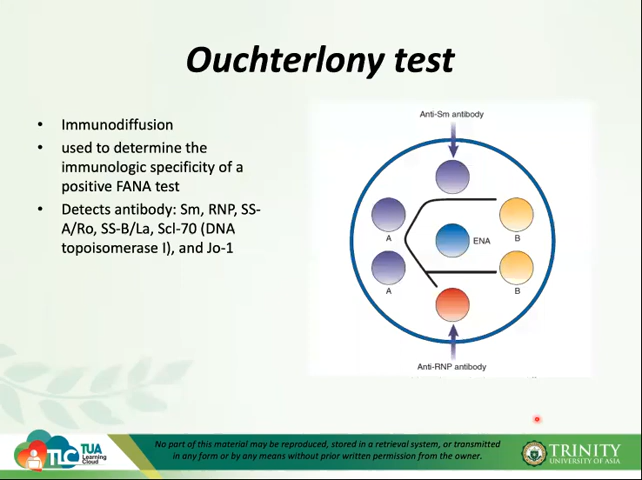 Ouchterlony test
• Immunodiffusion
• used to determine the
immunologic specificity of a
positive FANA test
• Detects antibody: Sm, RNP, SS-
A/Ro, SS-B/La, Scl-70 (DNA
topoisomerase I), and Jo-1
Anti-Sm antibody
A
B
ENA
A
B
Anti-RNP antibody
TLC
TUA
Learning
Cloud
No part of this material may be reproduced, stored in a retrieval system, or transmitted
in any form or by any means without prior written permission from the owner.
TRINITY
UNIVERSITY OF ASIA